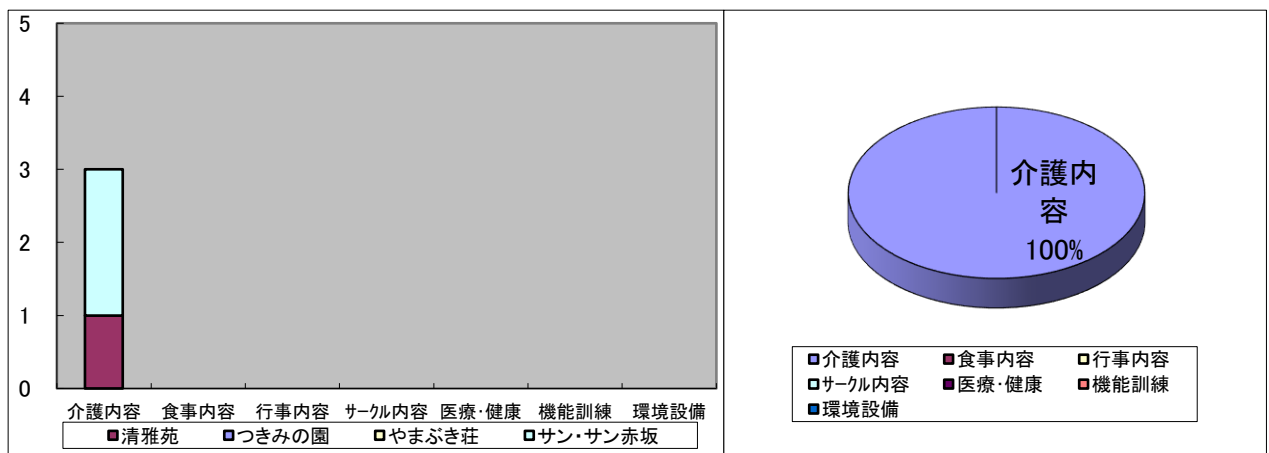 5
4
3
2
1
0
介護内容 食事内容 行事内容 ｻｰｸﾙ内容 医療・健康 機能訓練 環境設備
清雅苑 つきみの園 やまぶき荘 サン・サン赤坂
介護内
容
100%
介護内容 食事内容 行事内容
ｻｰｸﾙ内容 医療・健康 機能訓練
環境設備